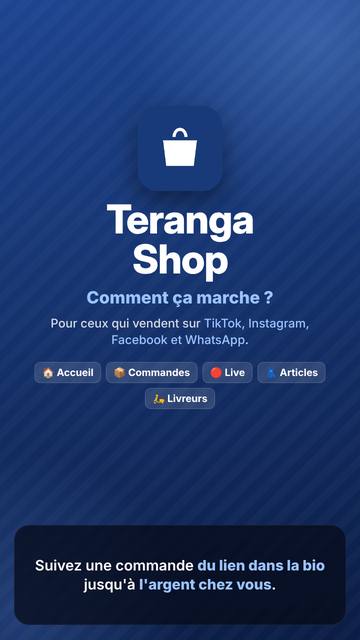 Teranga
Shop
Comment ça marche ?
Pour ceux qui vendent sur TikTok, Instagram,
Facebook et WhatsApp.
🏠 Accueil 📦 Commandes 🔴 Live 👗 Articles
🛵 Livreurs
Suivez une commande du lien dans la bio
jusqu'à l'argent chez vous.